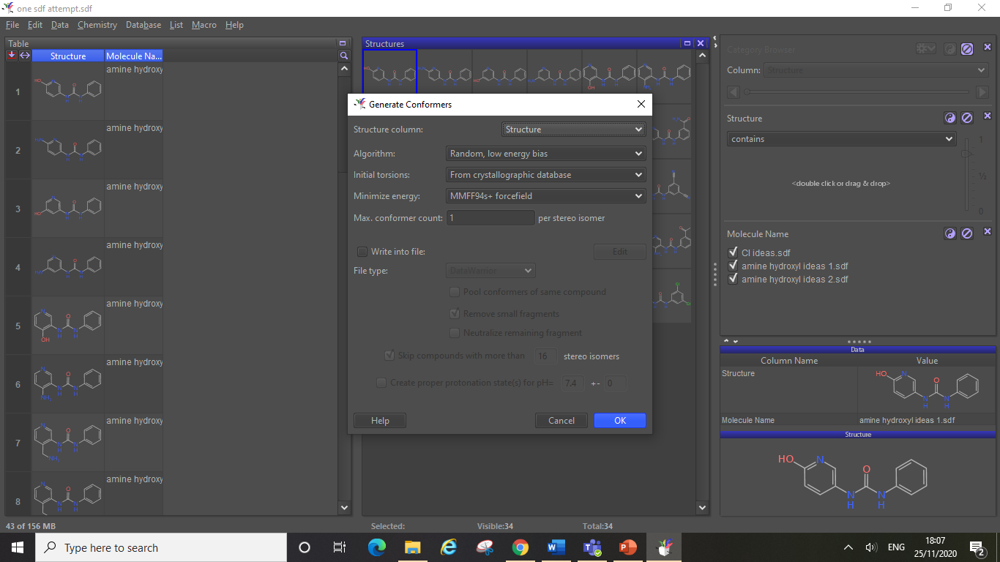 one sdf attempt.sdf
File Edit Data Chemistry Database List Macro Help
Table
Structure Molecule Na...
1 amine hydroxy
2 amine hydroxy
3 amine hydroxy
4 amine hydroxy
5 amine hydroxy
6 amine hydroxy
7 amine hydroxy
8 amine hydroxy
Structures
Generate Conformers
Structure column: Structure
Algorithm: Random, low energy bias
Initial torsions: From crystallographic database
Minimize energy: MMFF94s+ forcefield
Max. conformer count: 1 per stereo isomer
Write into file: Edit
File type: DataWarrior
Pool conformers of same compound
Remove small fragments
Neutralize remaining fragment
Skip compounds with more than 16 stereo isomers
Create proper protonation state(s) for pH= 7.4 +- 0
Help Cancel OK
Category Browser
Column: Structure
Structure
contains
1
½
0
<double click or drag & drop>
Molecule Name
CI ideas.sdf
amine hydroxyl ideas 1.sdf
amine hydroxyl ideas 2.sdf
Data
Column Name Value
Structure
HO N O N H N H
Molecule Name amine hydroxyl ideas 1.sdf
Structure
HO N O N H N H
43 of 156 MB Selected: Visible:34 Total:34
Type here to search
ENG 18:07
25/11/2020
2